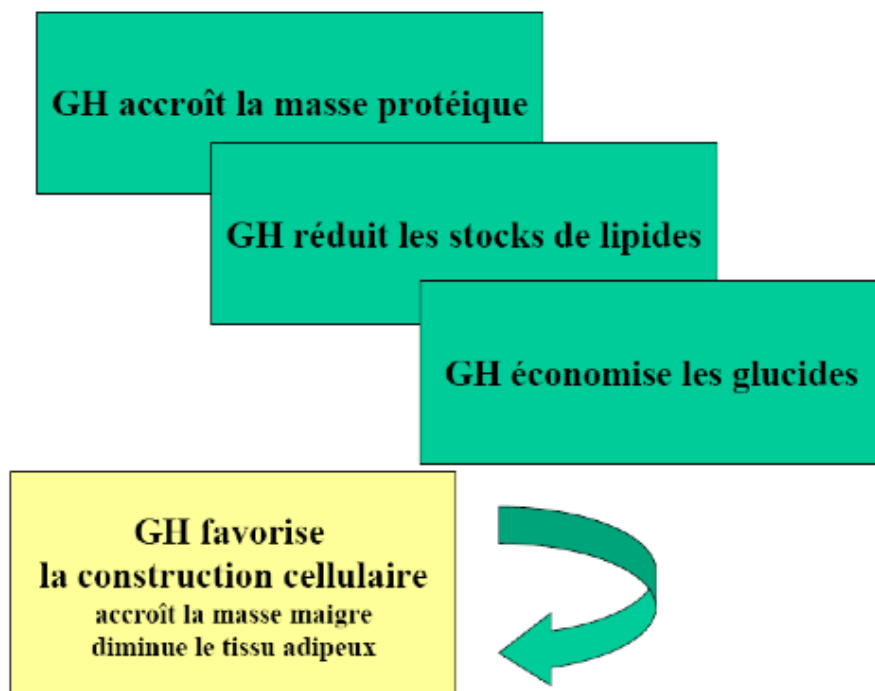 GH accroît la masse protéique
GH réduit les stocks de lipides
GH économise les glucides
GH favorise
la construction cellulaire
accroît la masse maigre
diminue le tissu adipeux